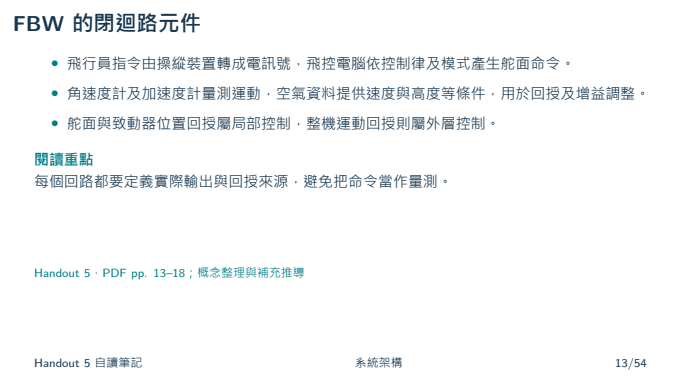 FBW 的閉迴路元件
• 飛行員指令由操縱裝置轉成電訊號，飛控電腦依控制律及模式產生舵面命令。
• 角速度計及加速度計量測運動，空氣資料提供速度與高度等條件，用於回授及增益調整。
• 舵面與致動器位置回授屬局部控制，整機運動回授則屬外層控制。
閱讀重點
每個回路都要定義實際輸出與回授來源，避免把命令當作量測。
Handout 5 · PDF pp. 13–18；概念整理與補充推導
Handout 5 自讀筆記 系統架構 13/54